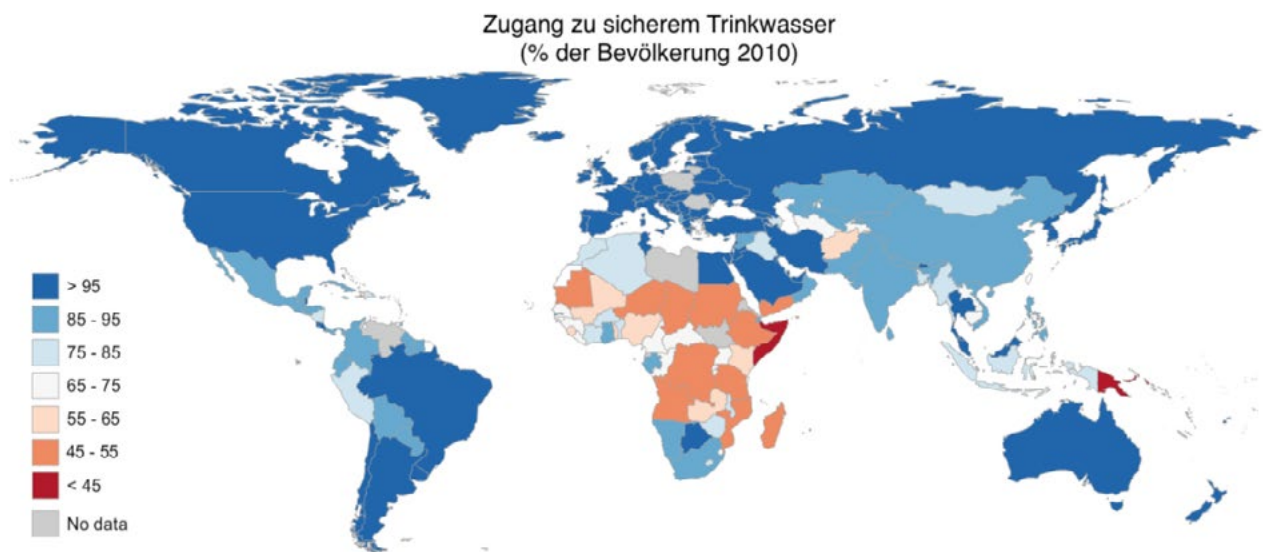 Zugang zu sicherem Trinkwasser
(% der Bevölkerung 2010)
> 95
85 - 95
75 - 85
65 - 75
55 - 65
45 - 55
< 45
No data